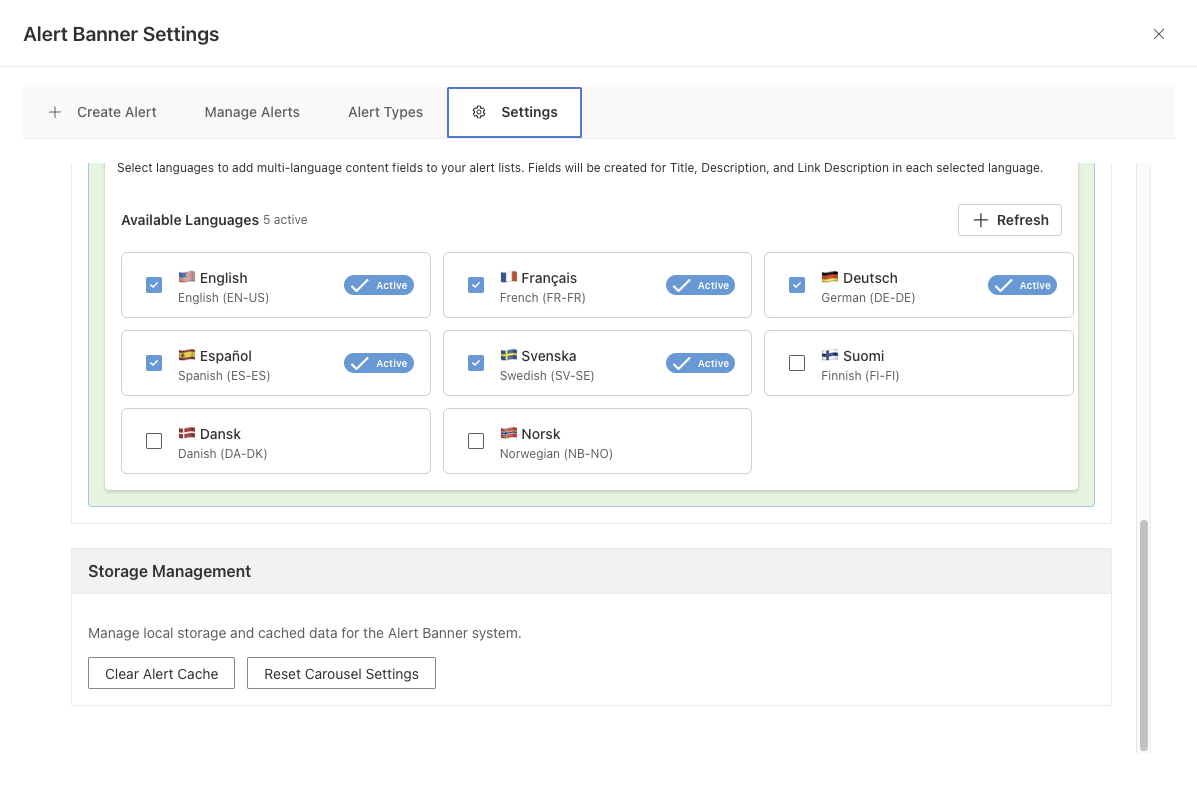 Alert Banner Settings
Create Alert
Manage Alerts
Alert Types
Settings
Select languages to add multi-language content fields to your alert lists. Fields will be created for Title, Description, and Link Description in each selected language.
Available Languages 5 active
Refresh
English
English (EN-US)
Active
Français
French (FR-FR)
Active
Deutsch
German (DE-DE)
Active
Español
Spanish (ES-ES)
Active
Svenska
Swedish (SV-SE)
Active
Suomi
Finnish (FI-FI)
Dansk
Danish (DA-DK)
Norsk
Norwegian (NB-NO)
Storage Management
Manage local storage and cached data for the Alert Banner system.
Clear Alert Cache
Reset Carousel Settings